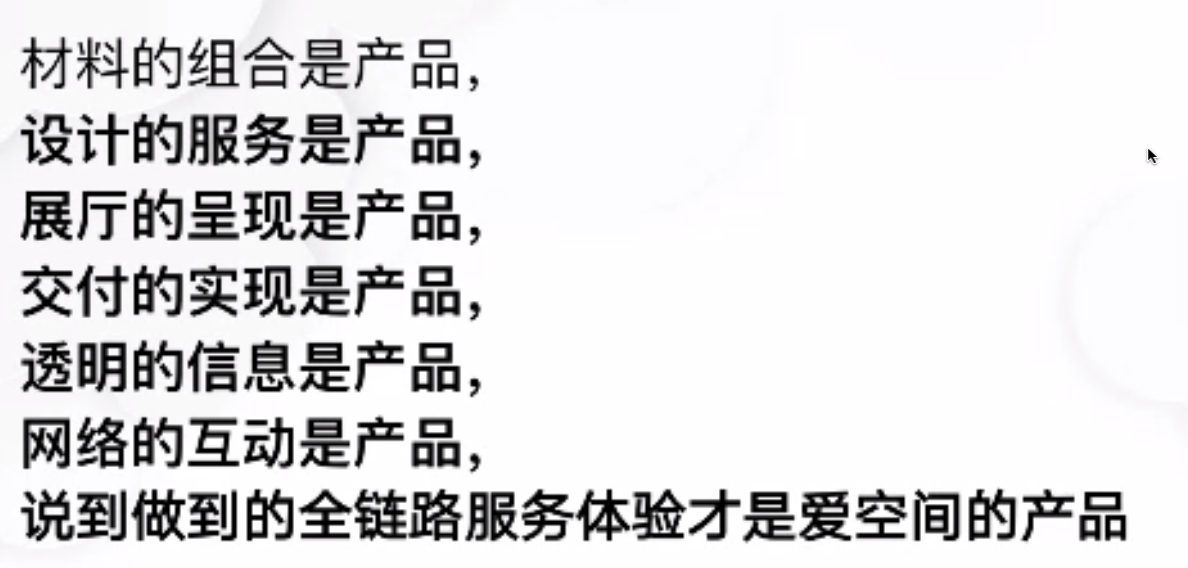 材料的组合是产品，
设计的服务是产品，
展厅的呈现是产品，
交付的实现是产品，
透明的信息是产品，
网络的互动是产品，
说到做到的全链路服务体验才是爱空间的产品